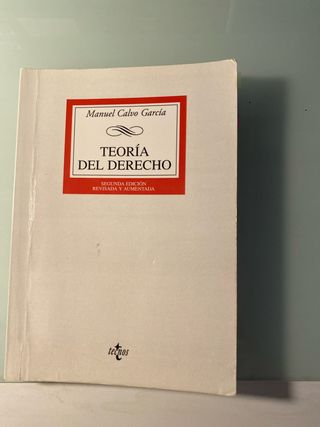 Manuel Calvo García
TEORÍA
DEL DERECHO
SEGUNDA EDICIÓN
REVISADA Y AUMENTADA
tecnos